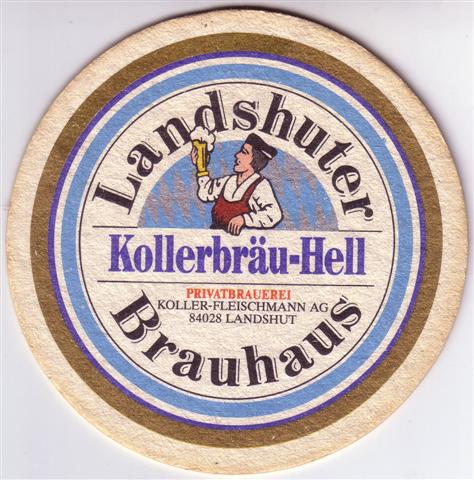 Landshuter
Kollerbräu-Hell
PRIVATBRAUEREI
KOLLER-FLEISCHMANN AG
84028 LANDSHUT
Brauhaus